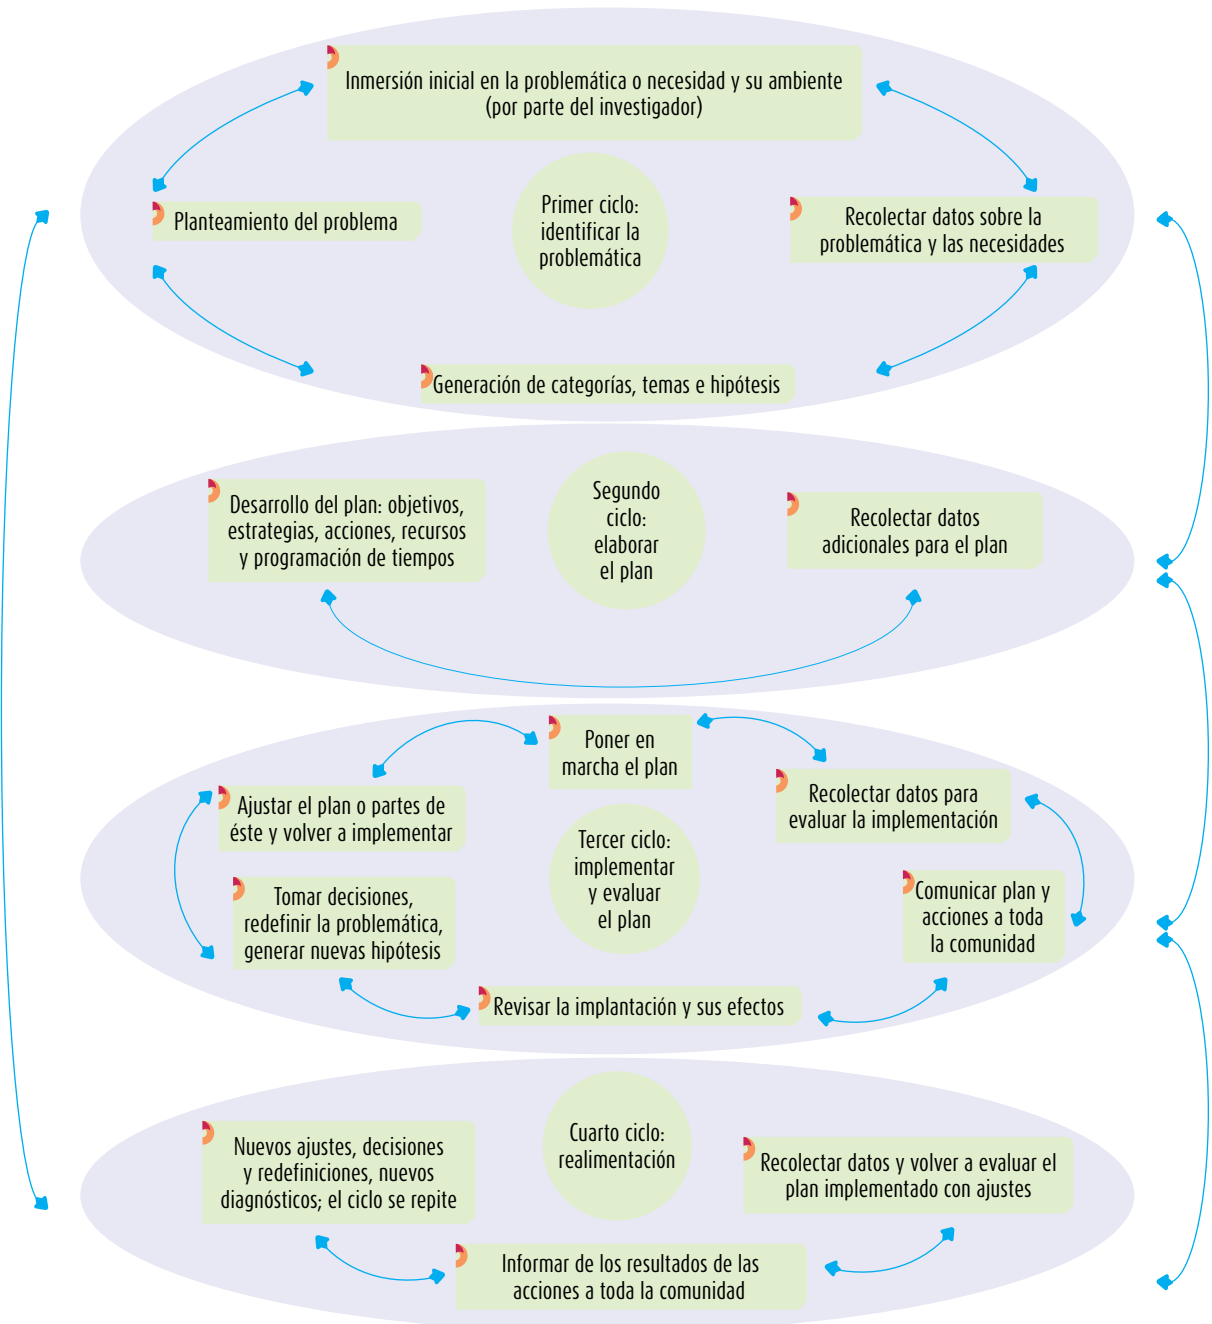 Inmersión inicial en la problemática o necesidad y su ambiente
(por parte del investigador)
Planteamiento del problema
Primer ciclo:
identificar la
problemática
Recolectar datos sobre la
problemática y las necesidades
Generación de categorías, temas e hipótesis
Desarrollo del plan: objetivos,
estrategias, acciones, recursos
y programación de tiempos
Segundo
ciclo:
elaborar
el plan
Recolectar datos
adicionales para el plan
Poner en
marcha el plan
Ajustar el plan o partes de
éste y volver a implementar
Recolectar datos para
evaluar la implementación
Tercer ciclo:
implementar
y evaluar
el plan
Tomar decisiones,
redefinir la problemática,
generar nuevas hipótesis
Comunicar plan y
acciones a toda
la comunidad
Revisar la implantación y sus efectos
Nuevos ajustes, decisiones
y redefiniciones, nuevos
diagnósticos; el ciclo se repite
Cuarto ciclo:
realimentación
Recolectar datos y volver a evaluar el
plan implementado con ajustes
Informar de los resultados de las
acciones a toda la comunidad